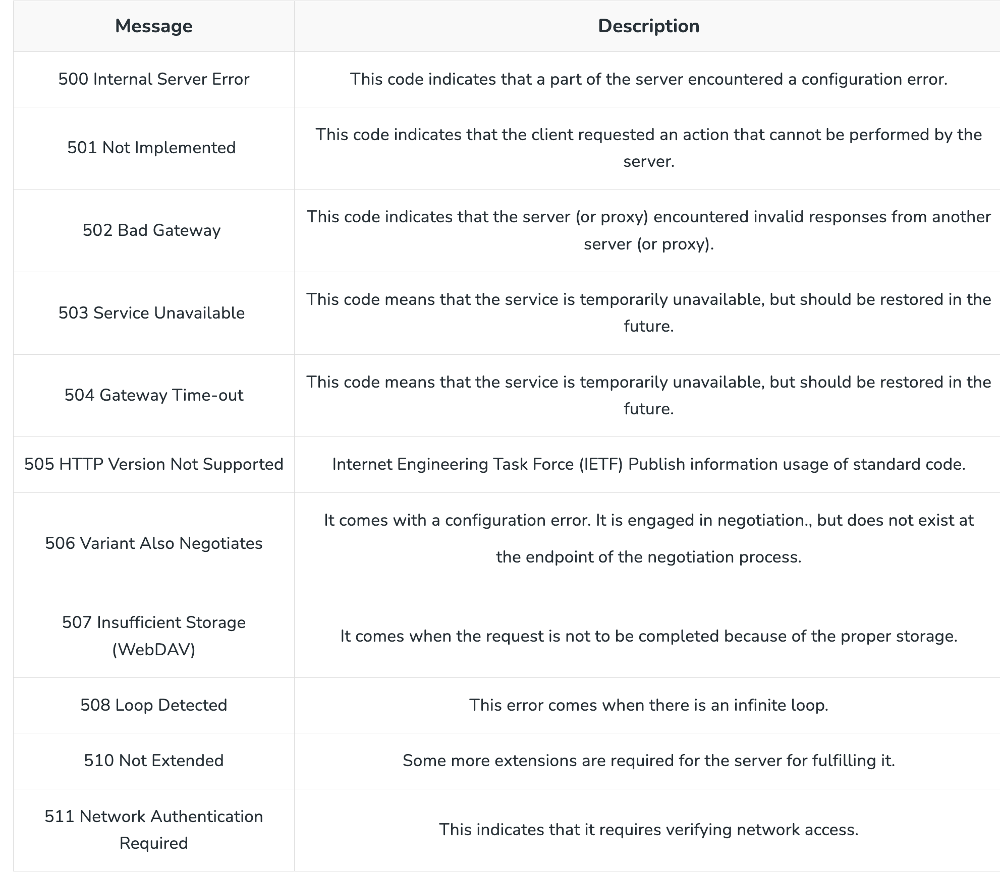 Message
Description
500 Internal Server Error
This code indicates that a part of the server encountered a configuration error.
501 Not Implemented
This code indicates that the client requested an action that cannot be performed by the
server.
502 Bad Gateway
This code indicates that the server (or proxy) encountered invalid responses from another
server (or proxy).
503 Service Unavailable
This code means that the service is temporarily unavailable, but should be restored in the
future.
504 Gateway Time-out
This code means that the service is temporarily unavailable, but should be restored in the
future.
505 HTTP Version Not Supported
Internet Engineering Task Force (IETF) Publish information usage of standard code.
506 Variant Also Negotiates
It comes with a configuration error. It is engaged in negotiation., but does not exist at
the endpoint of the negotiation process.
507 Insufficient Storage
(WebDAV)
It comes when the request is not to be completed because of the proper storage.
508 Loop Detected
This error comes when there is an infinite loop.
510 Not Extended
Some more extensions are required for the server for fulfilling it.
511 Network Authentication
Required
This indicates that it requires verifying network access.